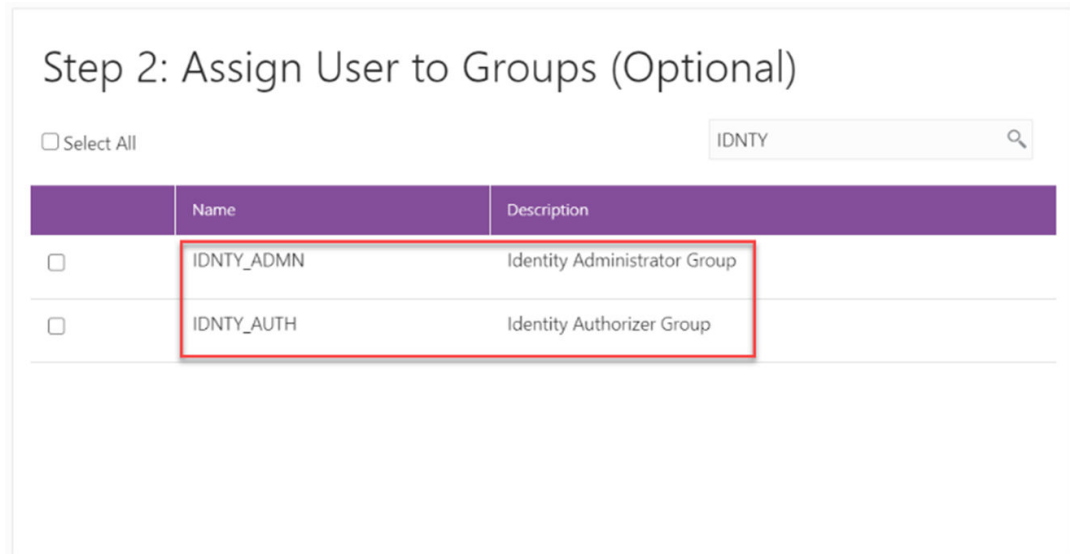 Step 2: Assign User to Groups (Optional)
Select All
IDNTY
Name Description
IDNTY_ADMN Identity Administrator Group
IDNTY_AUTH Identity Authorizer Group